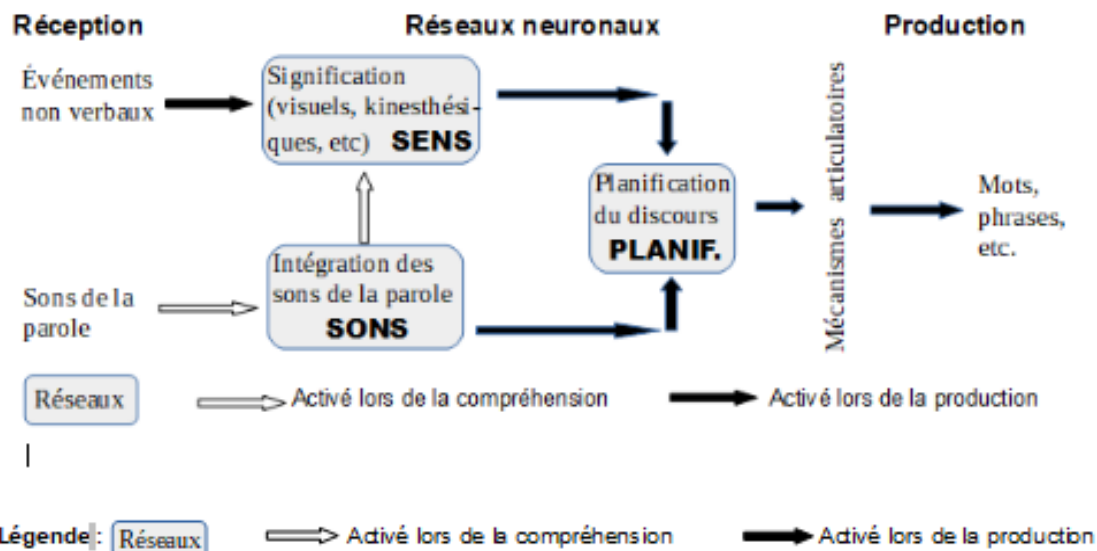 Réception
Réseaux neuronaux
Production
Événements
non verbaux
Signification
(visuels, kinesthési-
ques, etc) SENS
Planification
du discours
PLANIF.
Mécanismes articulatoires
Mots,
phrases,
etc.
Sons de la
parole
Intégration des
sons de la parole
SONS
Réseaux
Activé lors de la compréhension
Activé lors de la production
Légende : Réseaux
Activé lors de la compréhension
Activé lors de la production